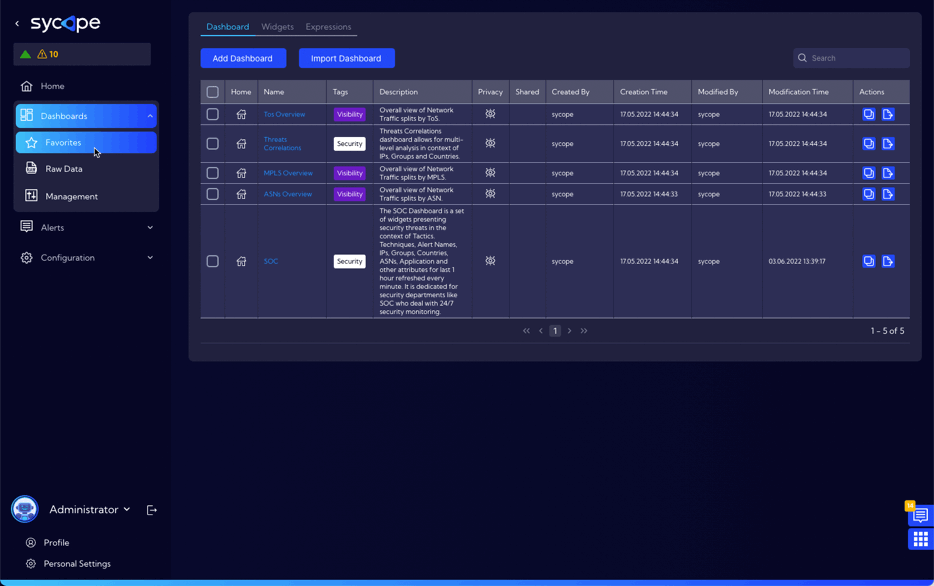 sycope
10
Home
Dashboards
Favorites
Raw Data
Management
Alerts
Configuration
Administrator
Profile
Personal Settings
Dashboard Widgets Expressions
Add Dashboard Import Dashboard Search
Home Name Tags Description Privacy Shared Created By Creation Time Modified By Modification Time Actions
Tos Overview Visibility Overall view of Network
Traffic splits by ToS. sycope 17.05.2022 14:44:34 sycope 17.05.2022 14:44:34
Threats
Correlations Security Threats Correlations
dashboard allows for multi-
level analysis in context of
IPs, Groups and Countries. sycope 17.05.2022 14:44:34 sycope 17.05.2022 14:44:34
MPLS Overview Visibility Overall view of Network
Traffic splits by MPLS. sycope 17.05.2022 14:44:34 sycope 17.05.2022 14:44:34
ASNs Overview Visibility Overall view of Network
Traffic splits by ASN. sycope 17.05.2022 14:44:33 sycope 17.05.2022 14:44:33
SOC Security The SOC Dashboard is a set
of widgets presenting
security threats in the
context of Tactics,
Techniques, Alert Names,
IPs, Groups, Countries,
ASNs, Application and
other attributes for last 1
hour refreshed every
minute. It is dedicated for
security departments like
SOC who deal with 24/7
security monitoring. sycope 17.05.2022 14:44:34 sycope 03.06.2022 13:39:17
1
1 - 5 of 5